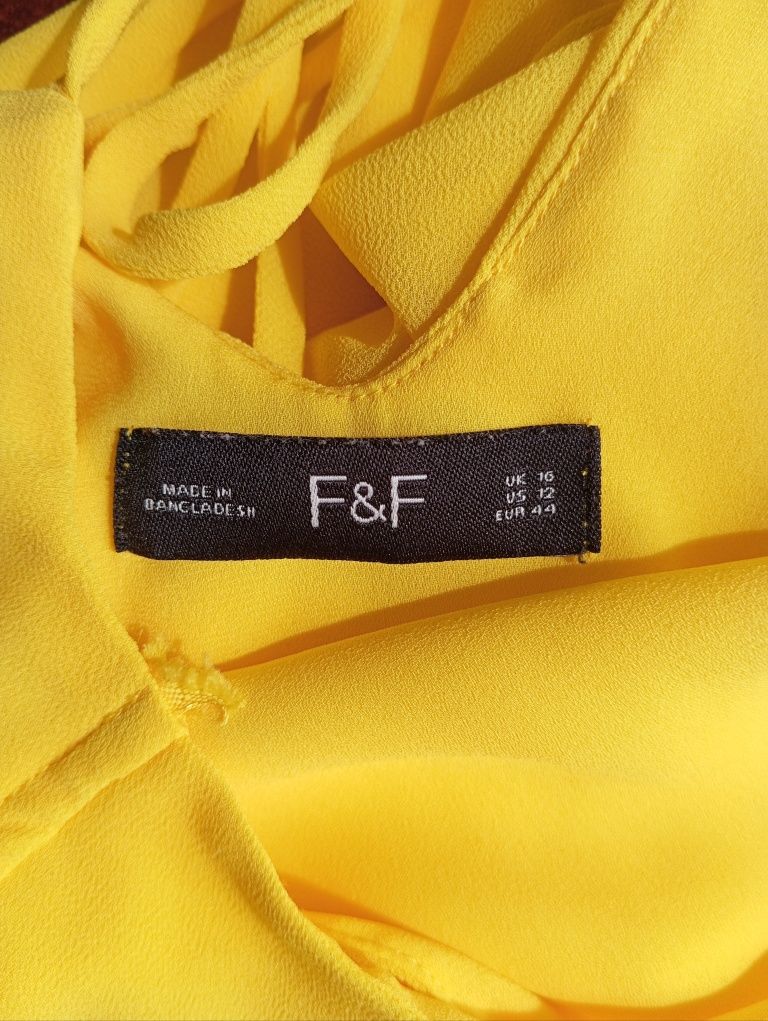 MADE IN
BANGLADESH
F&F
UK 16
US 12
EUR 44